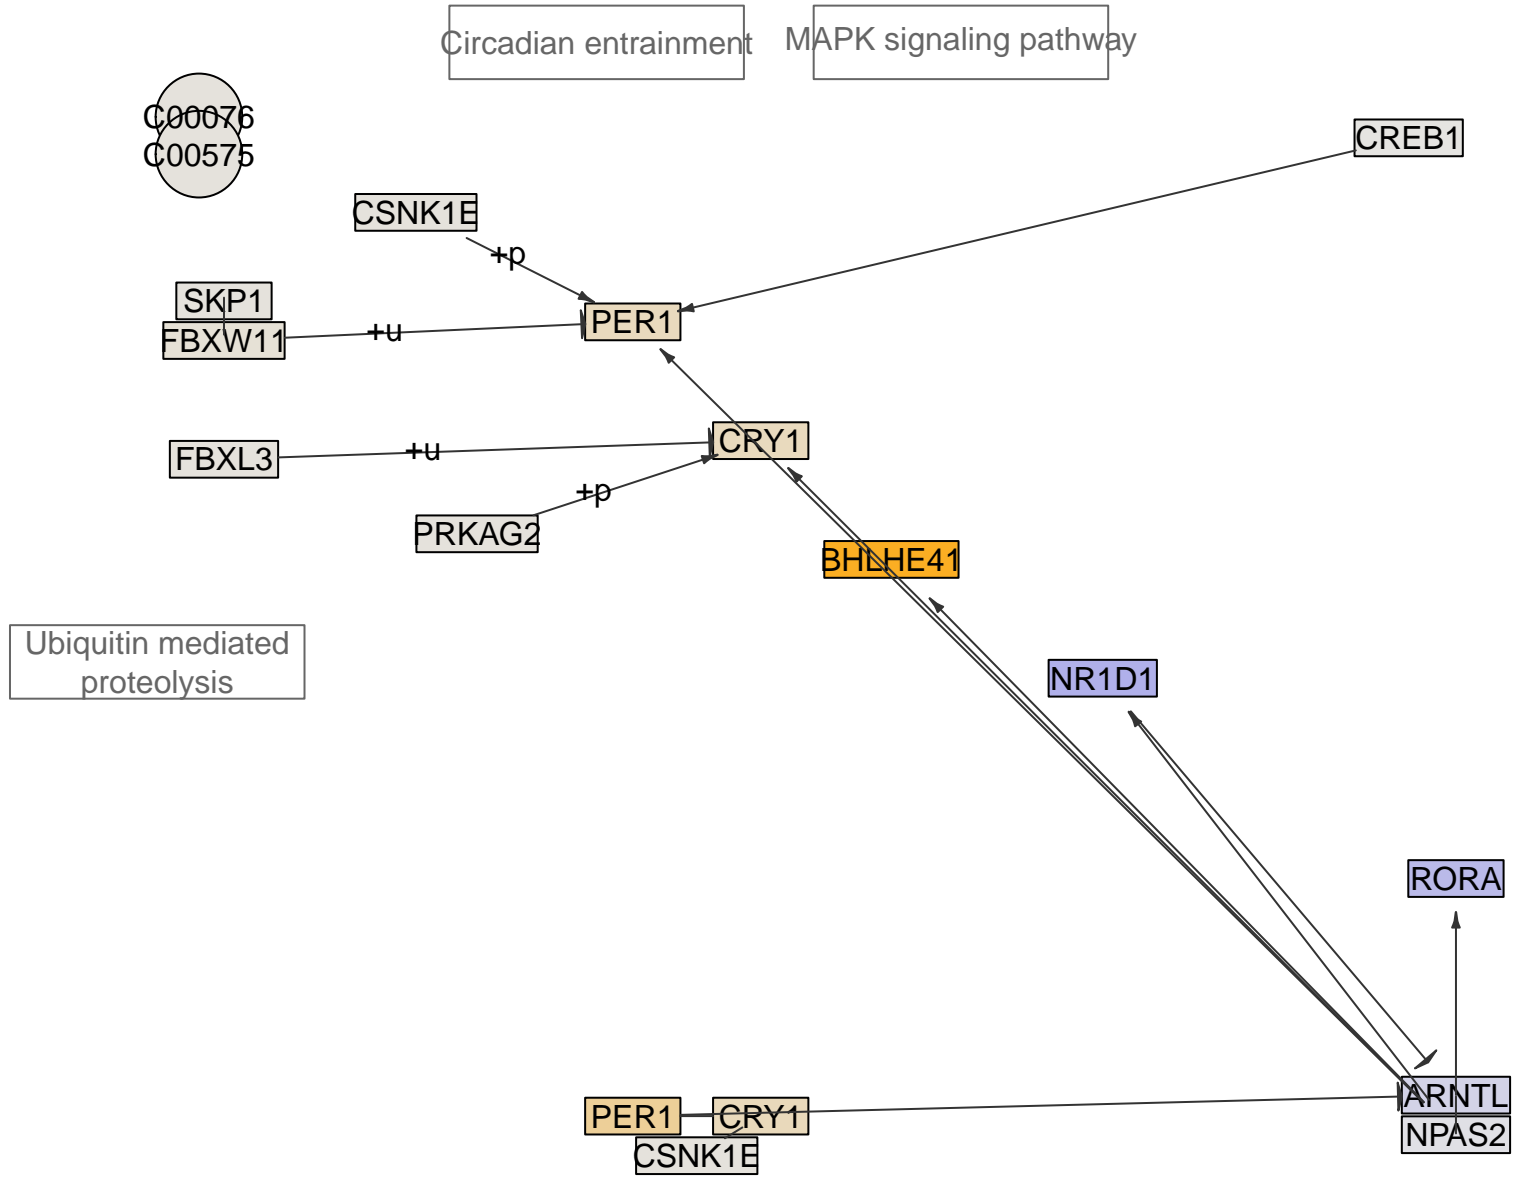 Circadian entrainment
MAPK signaling pathway
C00076
C00575
CREB1
CSNK1E
+p
SKP1
FBXW11
+u
PER1
FBXL3
+u
CRY1
+p
PRKAG2
BHLHE41
Ubiquitin mediated
proteolysis
NR1D1
RORA
ARNTL
NPAS2
PER1
CRY1
CSNK1E